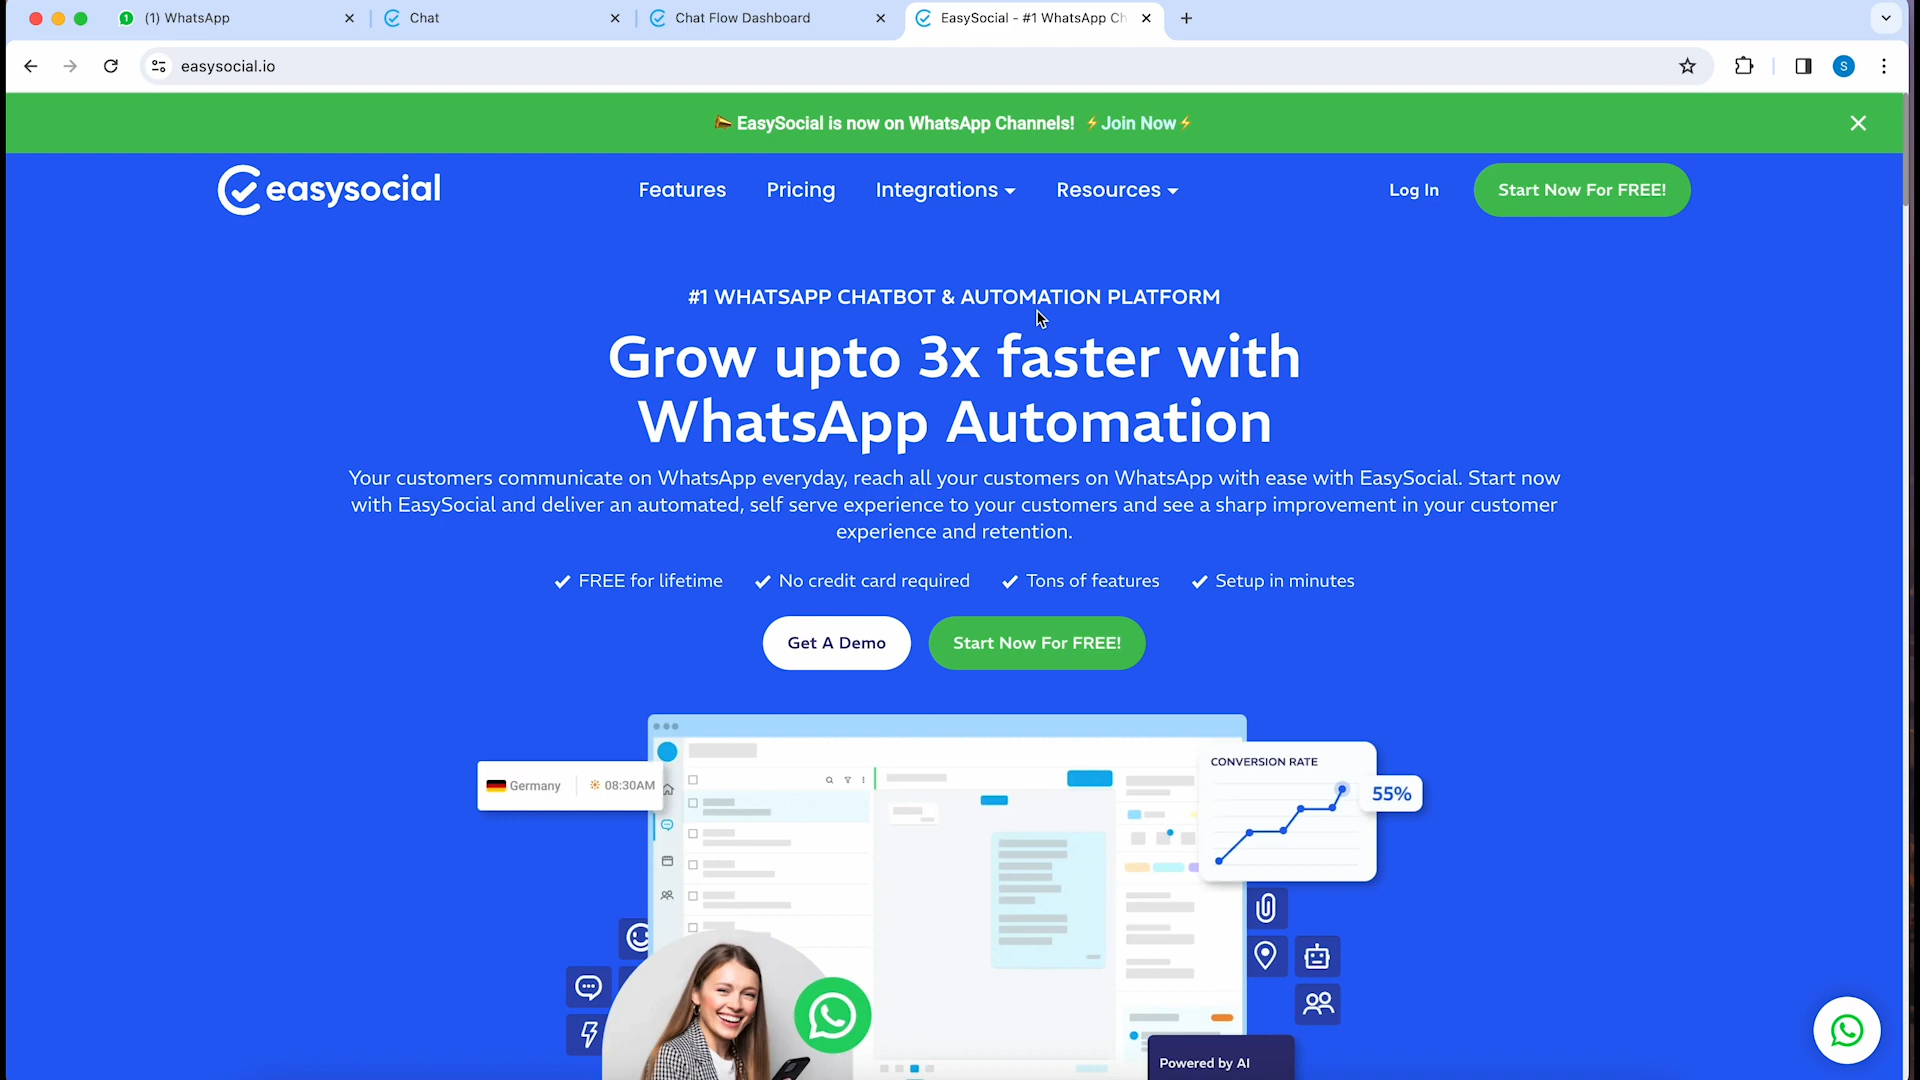 (1) WhatsApp
Chat
Chat Flow Dashboard
EasySocial - #1 WhatsApp Ch
easysocial.io
S
EasySocial is now on WhatsApp Channels! ⚡Join Now⚡
easysocial
Features
Pricing
Integrations
Resources
Log In
Start Now For FREE!
#1 WHATSAPP CHATBOT & AUTOMATION PLATFORM
Grow upto 3x faster with
WhatsApp Automation
Your customers communicate on WhatsApp everyday, reach all your customers on WhatsApp with ease with EasySocial. Start now
with EasySocial and deliver an automated, self serve experience to your customers and see a sharp improvement in your customer
experience and retention.
FREE for lifetime
No credit card required
Tons of features
Setup in minutes
Get A Demo
Start Now For FREE!
Germany
08:30AM
CONVERSION RATE
55%
Powered by AI